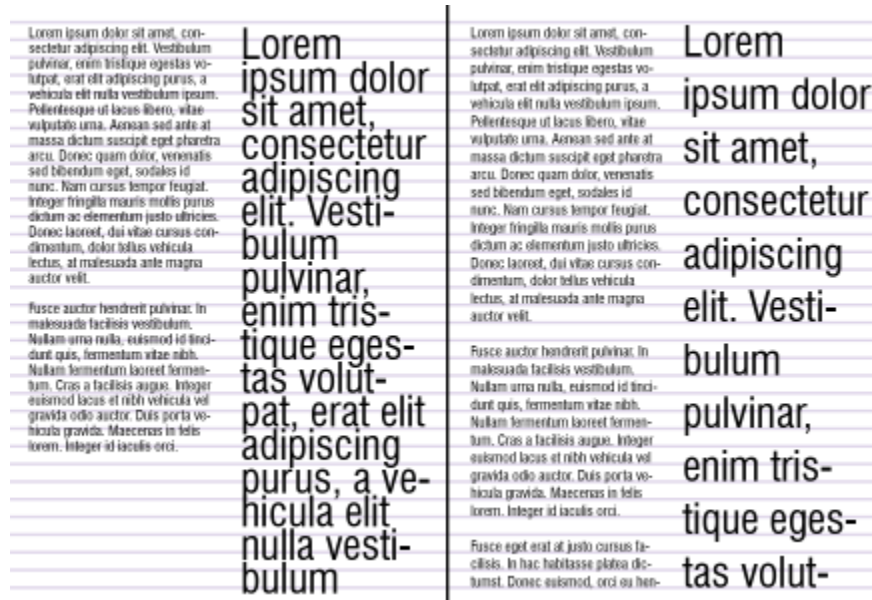 Lorem ipsum dolor sit amet, con-
sectetur adipiscing elit. Vestibulum
pulvinar, enim tristique egestas vo-
lutpat, erat elit adipiscing purus, a
vehicula elit nulla vestibulum ipsum.
Pellentesque ut lacus libero, vitae
vulputate urna. Aenean sed ante at
massa dictum suscipit eget pharetra
arcu. Donec quam dolor, venenatis
sed bibendum eget, sodales id
nunc. Nam cursus tempor feugiat.
Integer fringilla mauris mollis purus
dictum ac elementum justo ultricies.
Donec laoreet, dui vitae cursus con-
dimentum, dolor tellus vehicula
lectus, at malesuada ante magna
auctor velit.
Fusce auctor hendrerit pulvinar. In
malesuada facilisis vestibulum.
Nullam urna nulla, euismod id tinci-
dunt quis, fermentum vitae nibh.
Nullam fermentum laoreet fermen-
tum. Cras a facilisis augue. Integer
euismod lacus et nibh vehicula vel
gravida odio auctor. Duis porta ve-
hicula gravida. Maecenas in felis
lorem. Integer id iaculis orci.
Lorem
ipsum dolor
sit amet,
consectetur
adipiscing
elit. Vesti-
bulum
pulvinar,
enim tris-
tique eges-
tas volut-
pat, erat elit
adipiscing
purus, a ve-
hicula elit
nulla vesti-
bulum
Lorem ipsum dolor sit amet, con-
sectetur adipiscing elit. Vestibulum
pulvinar, enim tristique egestas vo-
lutpat, erat elit adipiscing purus, a
vehicula elit nulla vestibulum ipsum.
Pellentesque ut lacus libero, vitae
vulputate urna. Aenean sed ante at
massa dictum suscipit eget pharetra
arcu. Donec quam dolor, venenatis
sed bibendum eget, sodales id
nunc. Nam cursus tempor feugiat.
Integer fringilla mauris mollis purus
dictum ac elementum justo ultricies.
Donec laoreet, dui vitae cursus con-
dimentum, dolor tellus vehicula
lectus, at malesuada ante magna
auctor velit.
Fusce auctor hendrerit pulvinar. In
malesuada facilisis vestibulum.
Nullam urna nulla, euismod id tinci-
dunt quis, fermentum vitae nibh.
Nullam fermentum laoreet fermen-
tum. Cras a facilisis augue. Integer
euismod lacus et nibh vehicula vel
gravida odio auctor. Duis porta ve-
hicula gravida. Maecenas in felis
lorem. Integer id iaculis orci.
Fusce eget erat at justo cursus fa-
cilisis. In hac habitasse platea dic-
tumst. Donec euismod, orci eu hen-
Lorem
ipsum dolor
sit amet,
consectetur
adipiscing
elit. Vesti-
bulum
pulvinar,
enim tris-
tique eges-
tas volut-